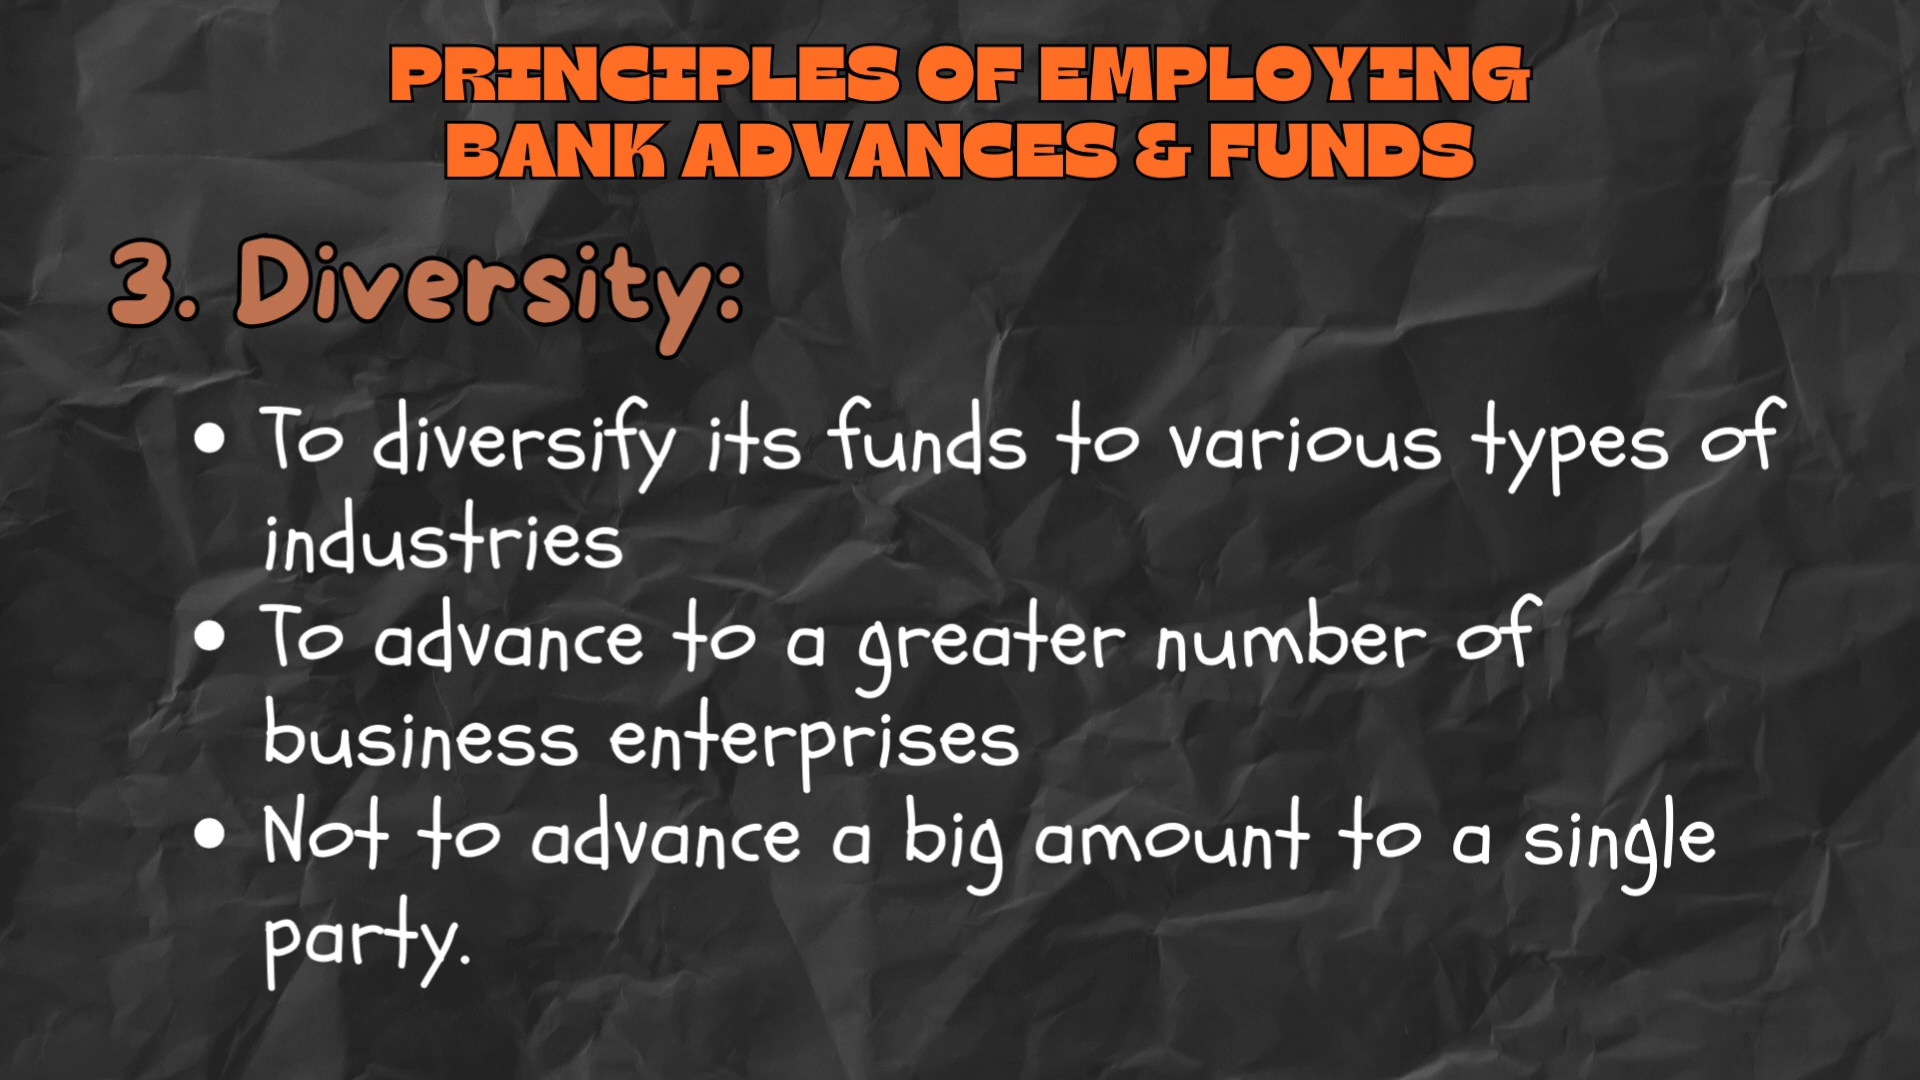 PRINCIPLES OF EMPLOYING
BANK ADVANCES & FUNDS
3. Diversity:
• To diversify its funds to various types of
industries
• To advance to a greater number of
business enterprises
• Not to advance a big amount to a single
party.